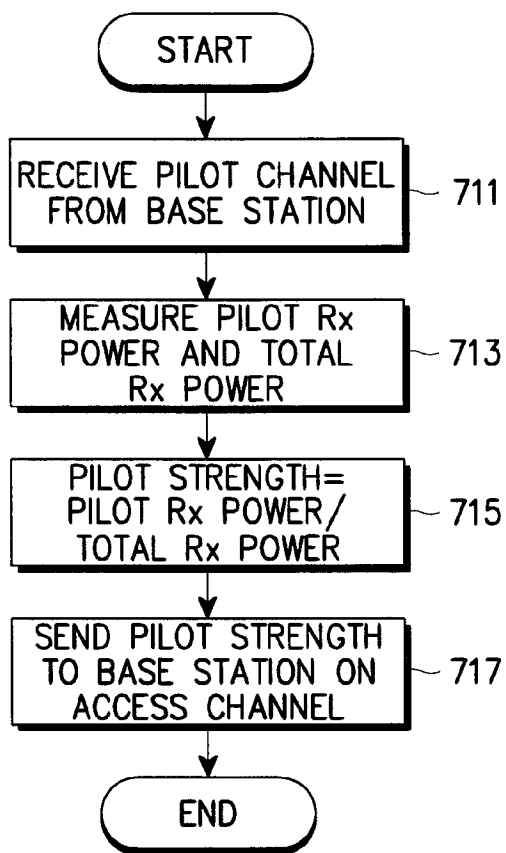 START
RECEIVE PILOT CHANNEL
FROM BASE STATION
711
MEASURE PILOT Rx
POWER AND TOTAL
Rx POWER
713
PILOT STRENGTH=
PILOT Rx POWER/
TOTAL Rx POWER
715
SEND PILOT STRENGTH
TO BASE STATION ON
ACCESS CHANNEL
717
END